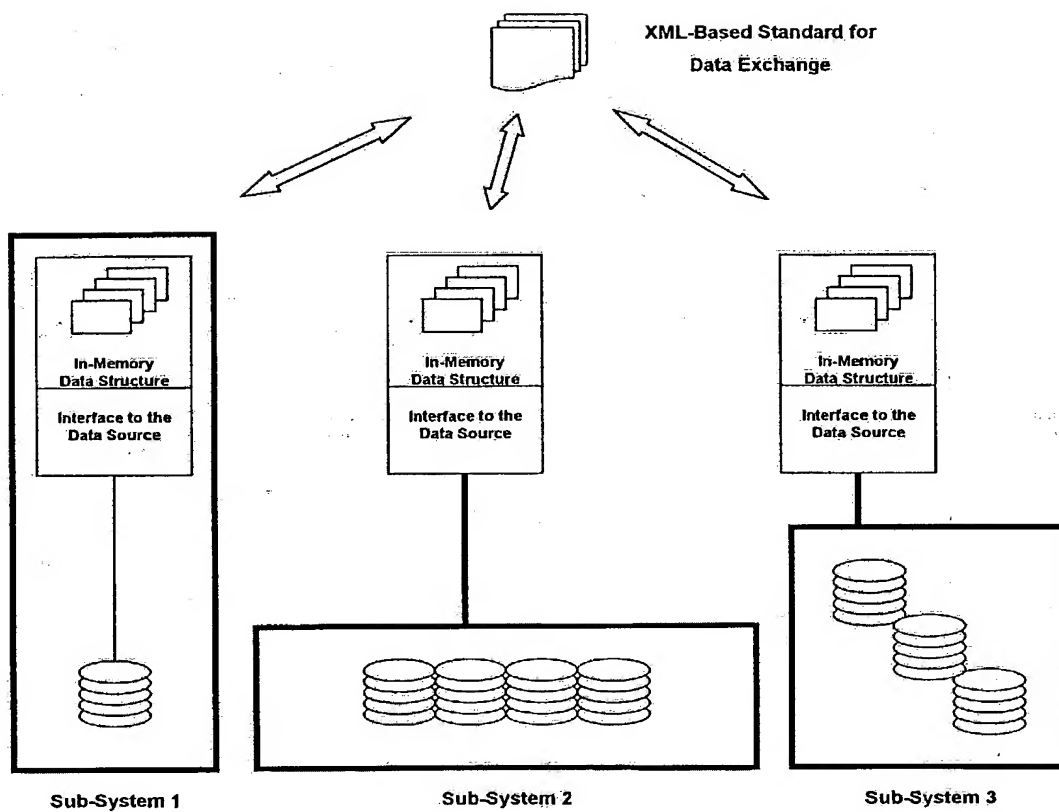 XML-Based Standard for
Data Exchange
In-Memory
Data Structure
Interface to the
Data Source
In-Memory
Data Structure
Interface to the
Data Source
In-Memory
Data Structure
Interface to the
Data Source
Sub-System 1
Sub-System 2
Sub-System 3